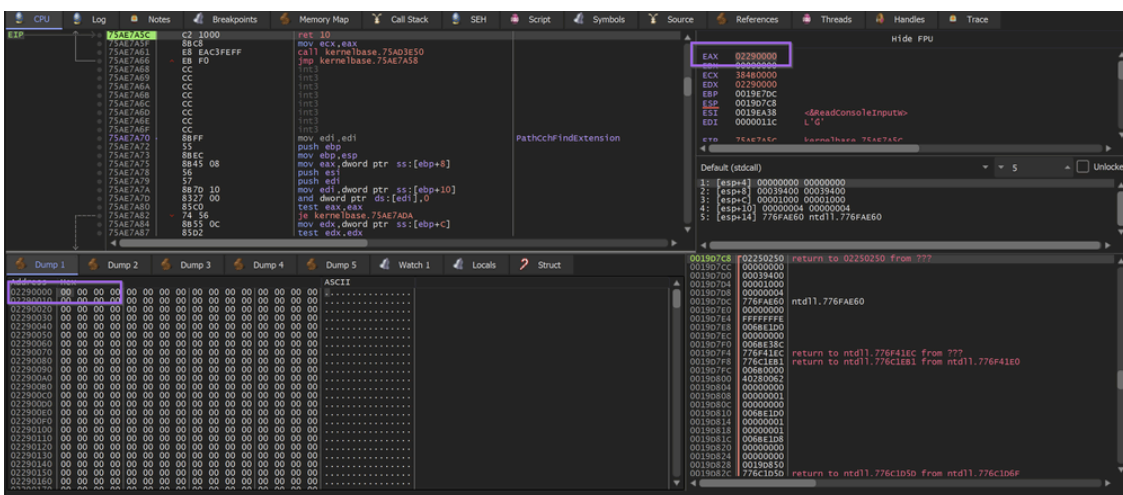 CPU Log Notes Breakpoints Memory Map Call Stack SEH Script Symbols Source References Threads Handles Trace
EIP
75AE7A5C C2 1000 ret 10
75AE7A5F 8BC8 mov ecx,eax
75AE7A61 E8 EAC3FEFF call kernelbase.75AD3E50
75AE7A66 EB F0 jmp kernelbase.75AE7A58
75AE7A68 CC int3
75AE7A69 CC int3
75AE7A6A CC int3
75AE7A6B CC int3
75AE7A6C CC int3
75AE7A6D CC int3
75AE7A6E CC int3
75AE7A6F CC int3
75AE7A70 8BFF mov edi,edi PathCchFindExtension
75AE7A72 55 push ebp
75AE7A73 8BEC mov ebp,esp
75AE7A75 8B45 08 mov eax,dword ptr ss:[ebp+8]
75AE7A78 56 push esi
75AE7A79 57 push edi
75AE7A7A 8B7D 10 mov edi,dword ptr ss:[ebp+10]
75AE7A7D 8327 00 and dword ptr ds:[edi],0
75AE7A80 85C0 test eax,eax
75AE7A82 74 56 je kernelbase.75AE7ADA
75AE7A84 8B55 0C mov edx,dword ptr ss:[ebp+C]
75AE7A87 85D2 test edx,edx
Hide FPU
EAX 02290000
EBX 00000000
ECX 384B0000
EDX 02290000
EBP 0019E7DC
ESP 0019D7C8
ESI 0019EA38 <&ReadConsoleInputW>
EDI 0000011C L'Ĝ'
EIP 75AE7A5C kernelbase.75AE7A5C
Default (stdcall) 5 Unlocked
1: [esp+4] 00000000 00000000
2: [esp+8] 00039400 00039400
3: [esp+C] 00001000 00001000
4: [esp+10] 00000004 00000004
5: [esp+14] 776FAE60 ntdll.776FAE60
Dump 1 Dump 2 Dump 3 Dump 4 Dump 5 Watch 1 Locals Struct
Address Hex ASCII
02290000 00 00 00 00 00 00 00 00 00 00 00 00 00 00 00 00 ................
02290010 00 00 00 00 00 00 00 00 00 00 00 00 00 00 00 00 ................
02290020 00 00 00 00 00 00 00 00 00 00 00 00 00 00 00 00 ................
02290030 00 00 00 00 00 00 00 00 00 00 00 00 00 00 00 00 ................
02290040 00 00 00 00 00 00 00 00 00 00 00 00 00 00 00 00 ................
02290050 00 00 00 00 00 00 00 00 00 00 00 00 00 00 00 00 ................
02290060 00 00 00 00 00 00 00 00 00 00 00 00 00 00 00 00 ................
02290070 00 00 00 00 00 00 00 00 00 00 00 00 00 00 00 00 ................
02290080 00 00 00 00 00 00 00 00 00 00 00 00 00 00 00 00 ................
02290090 00 00 00 00 00 00 00 00 00 00 00 00 00 00 00 00 ................
022900A0 00 00 00 00 00 00 00 00 00 00 00 00 00 00 00 00 ................
022900B0 00 00 00 00 00 00 00 00 00 00 00 00 00 00 00 00 ................
022900C0 00 00 00 00 00 00 00 00 00 00 00 00 00 00 00 00 ................
022900D0 00 00 00 00 00 00 00 00 00 00 00 00 00 00 00 00 ................
022900E0 00 00 00 00 00 00 00 00 00 00 00 00 00 00 00 00 ................
022900F0 00 00 00 00 00 00 00 00 00 00 00 00 00 00 00 00 ................
02290100 00 00 00 00 00 00 00 00 00 00 00 00 00 00 00 00 ................
02290110 00 00 00 00 00 00 00 00 00 00 00 00 00 00 00 00 ................
02290120 00 00 00 00 00 00 00 00 00 00 00 00 00 00 00 00 ................
02290130 00 00 00 00 00 00 00 00 00 00 00 00 00 00 00 00 ................
02290140 00 00 00 00 00 00 00 00 00 00 00 00 00 00 00 00 ................
02290150 00 00 00 00 00 00 00 00 00 00 00 00 00 00 00 00 ................
02290160 00 00 00 00 00 00 00 00 00 00 00 00 00 00 00 00 ................
0019D7C8 02250250 return to 02250250 from ???
0019D7CC 00000000
0019D7D0 00039400
0019D7D4 00001000
0019D7D8 00000004
0019D7DC 776FAE60 ntdll.776FAE60
0019D7E0 00000000
0019D7E4 FFFFFFFE
0019D7E8 006BE1D0
0019D7EC 00000000
0019D7F0 006BE38C
0019D7F4 776F41EC return to ntdll.776F41EC from ???
0019D7F8 776C1EB1 return to ntdll.776C1EB1 from ntdll.776F41E0
0019D7FC 006B0000
0019D800 40280062
0019D804 00000000
0019D808 00000001
0019D80C 00000000
0019D810 006BE1D0
0019D814 00000001
0019D818 00000001
0019D81C 006BE1D8
0019D820 00000000
0019D824 00000000
0019D828 0019D850
0019D82C 776C1D5D return to ntdll.776C1D5D from ntdll.776C1D6F